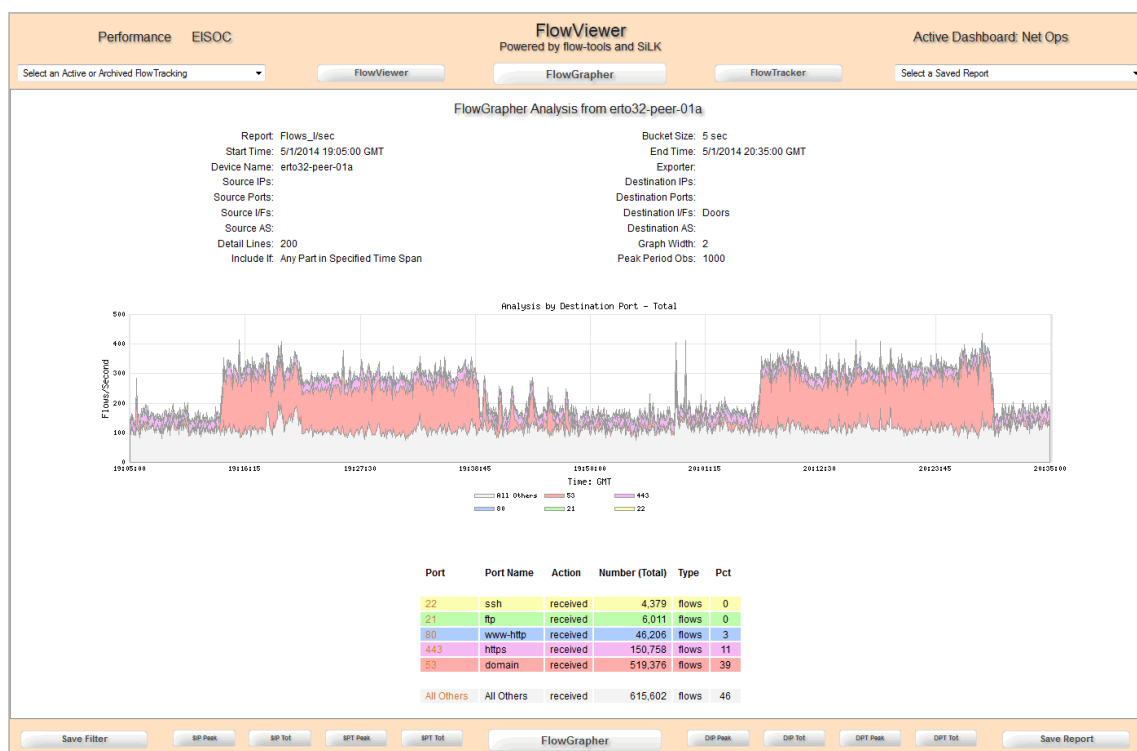 Performance EISOC FlowViewer Active Dashboard: Net Ops
Powered by flow-tools and SiLK
Select an Active or Archived FlowTracking FlowViewer FlowGrapher FlowTracker Select a Saved Report
FlowGrapher Analysis from erto32-peer-01a
Report: Flows_I/sec Bucket Size: 5 sec
Start Time: 5/1/2014 19:05:00 GMT End Time: 5/1/2014 20:35:00 GMT
Device Name: erto32-peer-01a Exporter:
Source IPs: Destination IPs:
Source Ports: Destination Ports:
Source I/Fs: Destination I/Fs: Doors
Source AS: Destination AS:
Detail Lines: 200 Graph Width: 2
Include If: Any Part in Specified Time Span Peak Period Obs: 1000
Analysis by Destination Port - Total
500
400
300
200
100
0
Flows/Second
19:05:00 19:16:15 19:27:30 19:38:45 19:50:00 20:01:15 20:12:30 20:23:45 20:35:00
Time: GMT
All Others 53 443
80 21 22
Port Port Name Action Number (Total) Type Pct
22 ssh received 4,379 flows 0
21 ftp received 6,011 flows 0
80 www-http received 46,206 flows 3
443 https received 150,758 flows 11
53 domain received 519,376 flows 39
All Others All Others received 615,602 flows 46
Save Filter SIP Peak SIP Tot SPT Peak SPT Tot FlowGrapher DIP Peak DIP Tot DPT Peak DPT Tot Save Report